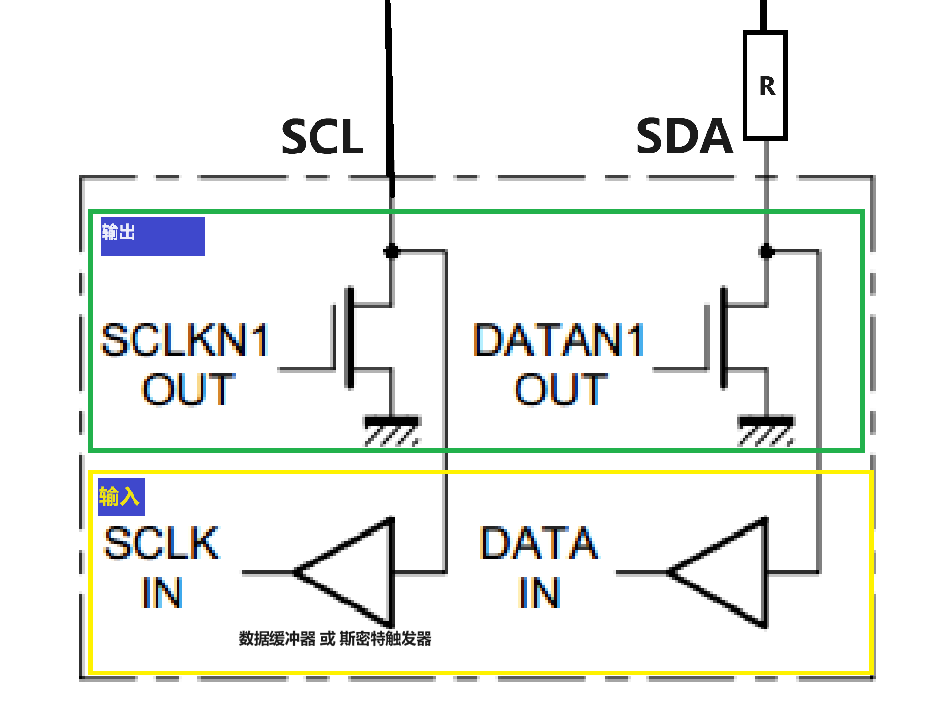 R
SCL
SDA
输出
SCLKN1
OUT
DATAN1
OUT
输入
SCLK
IN
DATA
IN
数据缓冲器 或 斯密特触发器